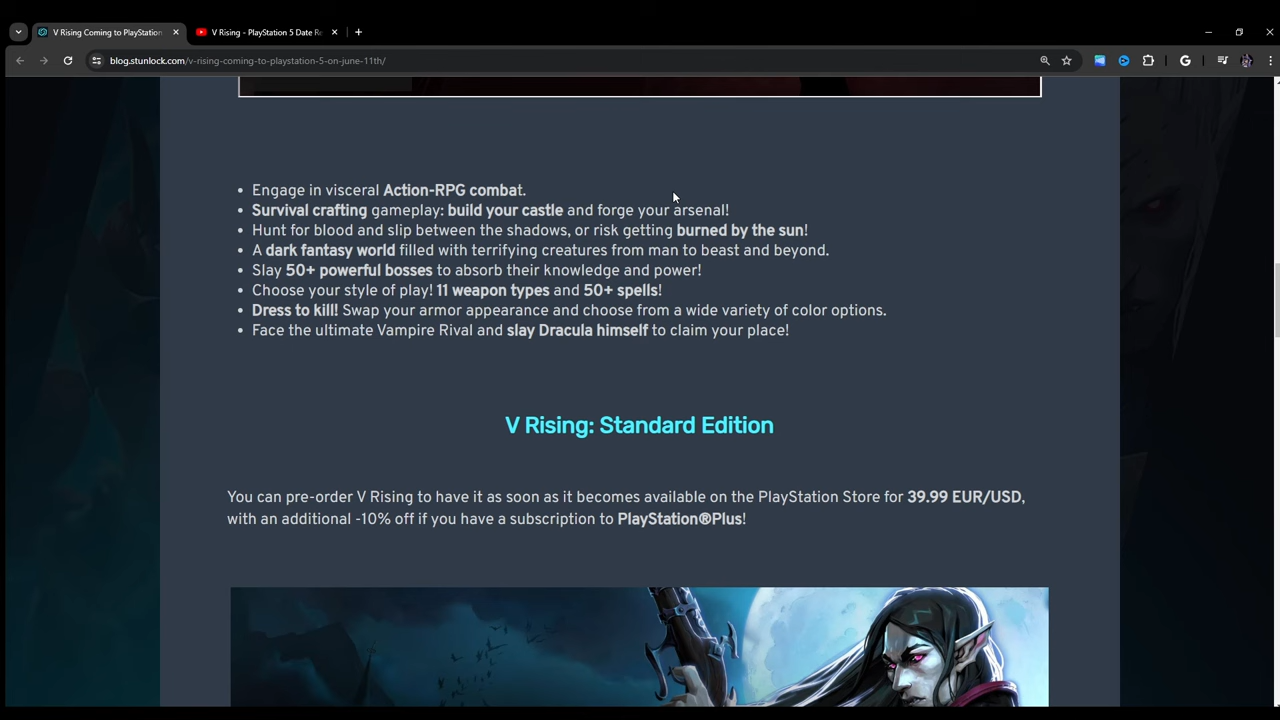 V Rising Coming to PlayStation
V Rising - PlayStation 5 Date Re
blog.stunlock.com/v-rising-coming-to-playstation-5-on-june-11th/
• Engage in visceral Action-RPG combat.
• Survival crafting gameplay: build your castle and forge your arsenal!
• Hunt for blood and slip between the shadows, or risk getting burned by the sun!
• A dark fantasy world filled with terrifying creatures from man to beast and beyond.
• Slay 50+ powerful bosses to absorb their knowledge and power!
• Choose your style of play! 11 weapon types and 50+ spells!
• Dress to kill! Swap your armor appearance and choose from a wide variety of color options.
• Face the ultimate Vampire Rival and slay Dracula himself to claim your place!
V Rising: Standard Edition
You can pre-order V Rising to have it as soon as it becomes available on the PlayStation Store for 39.99 EUR/USD,
with an additional -10% off if you have a subscription to PlayStation®Plus!